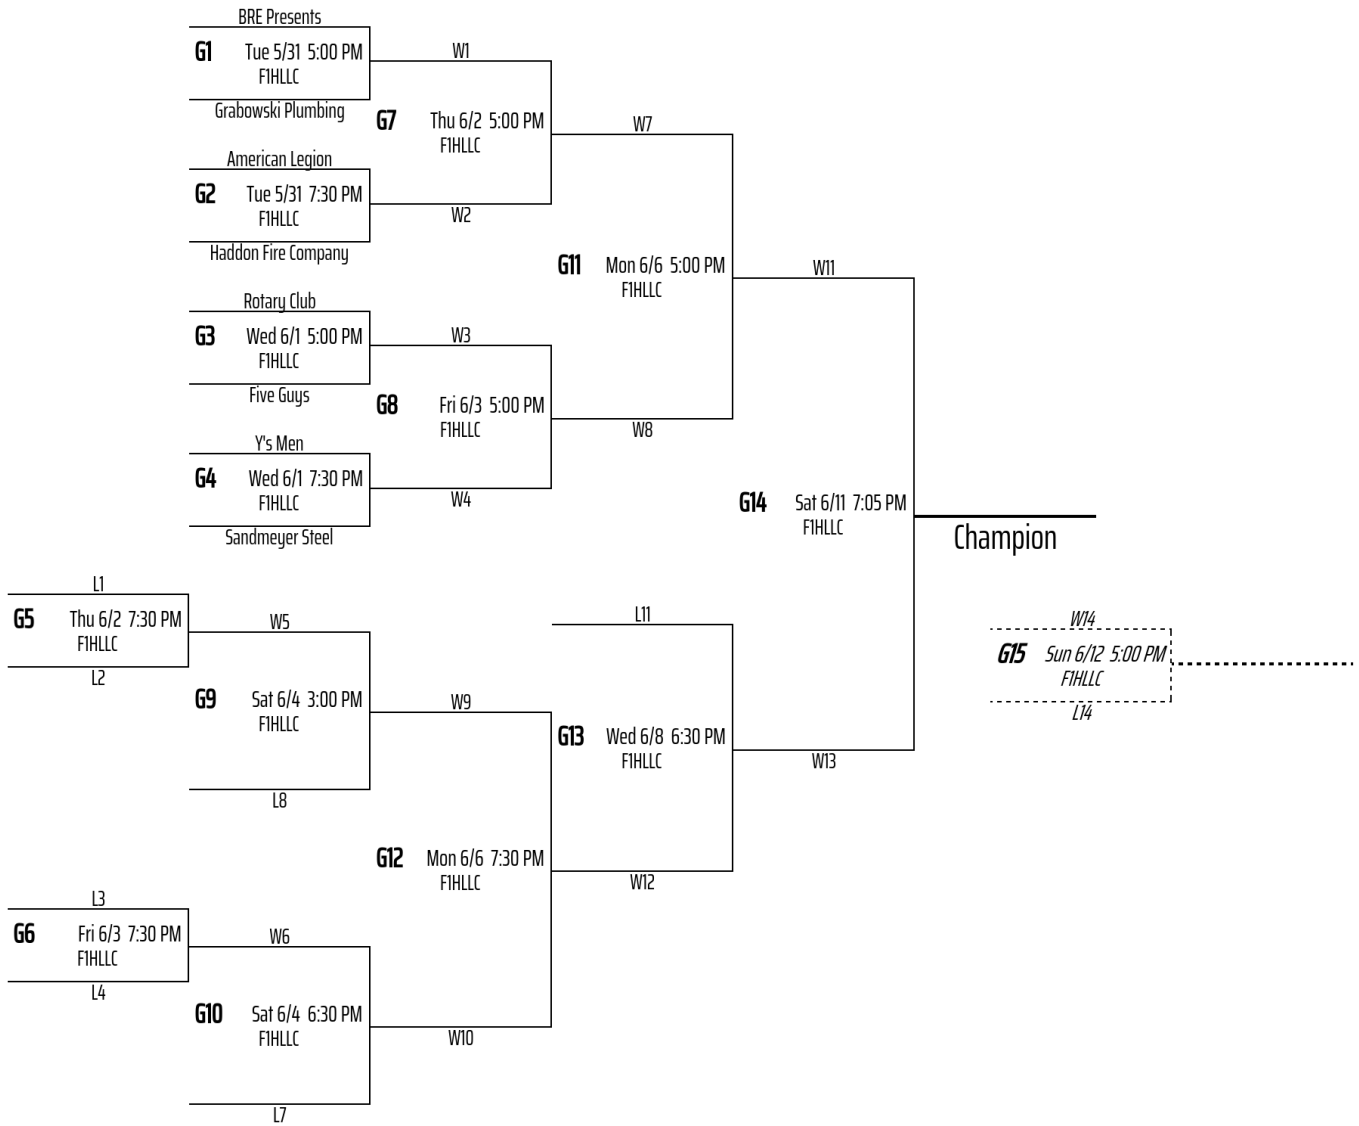 BRE Presents
G1 Tue 5/31 5:00 PM
F1HLLC
Grabowski Plumbing
W1
G7 Thu 6/2 5:00 PM
F1HLLC
American Legion
G2 Tue 5/31 7:30 PM
F1HLLC
Haddon Fire Company
W2
W7
G11 Mon 6/6 5:00 PM
F1HLLC
Rotary Club
G3 Wed 6/1 5:00 PM
F1HLLC
Five Guys
W3
G8 Fri 6/3 5:00 PM
F1HLLC
Y's Men
G4 Wed 6/1 7:30 PM
F1HLLC
Sandmeyer Steel
W4
W8
W11
G14 Sat 6/11 7:05 PM
F1HLLC
Champion
L1
G5 Thu 6/2 7:30 PM
F1HLLC
L2
W5
G9 Sat 6/4 3:00 PM
F1HLLC
L8
W9
L11
G13 Wed 6/8 6:30 PM
F1HLLC
W13
W14
G15 Sun 6/12 5:00 PM
F1HLLC
L14
G12 Mon 6/6 7:30 PM
F1HLLC
W12
L3
G6 Fri 6/3 7:30 PM
F1HLLC
L4
W6
G10 Sat 6/4 6:30 PM
F1HLLC
L7
W10